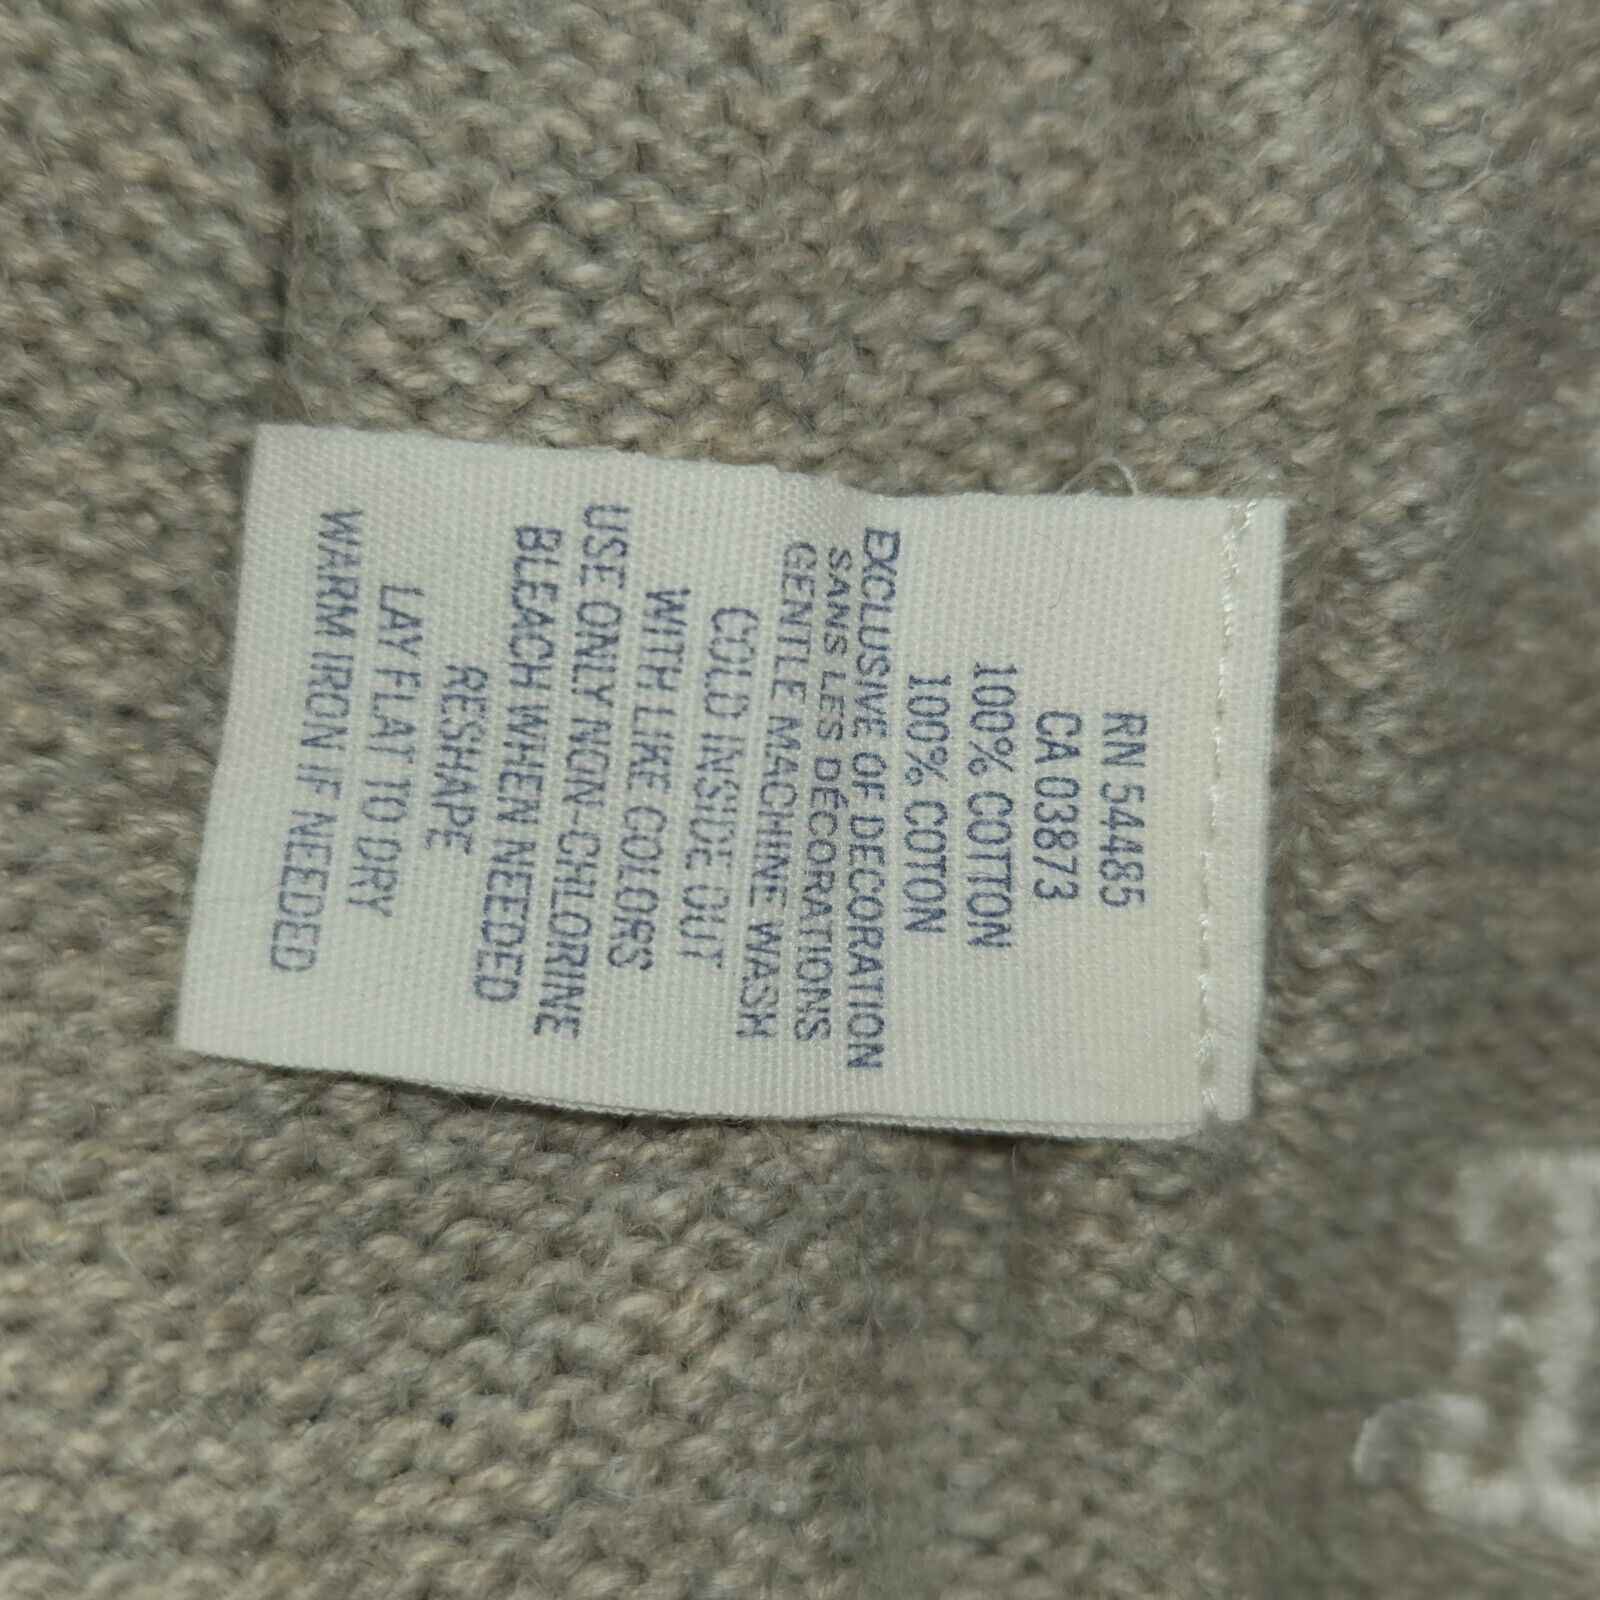 RN 54485
CA 03873
100% COTTON
100% COTON
EXCLUSIVE OF DECORATION
SANS LES DÉCORATIONS
GENTLE MACHINE WASH
COLD INSIDE OUT
WITH LIKE COLORS
USE ONLY NON-CHLORINE
BLEACH WHEN NEEDED
RESHAPE
LAY FLAT TO DRY
WARM IRON IF NEEDED